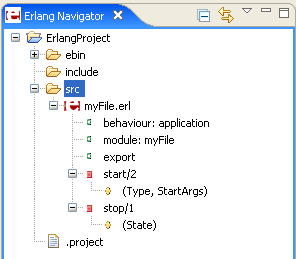 Erlang Navigator
ErlangProject
ebin
include
src
myFile.erl
behaviour: application
module: myFile
export
start/2
(Type, StartArgs)
stop/1
(State)
.project